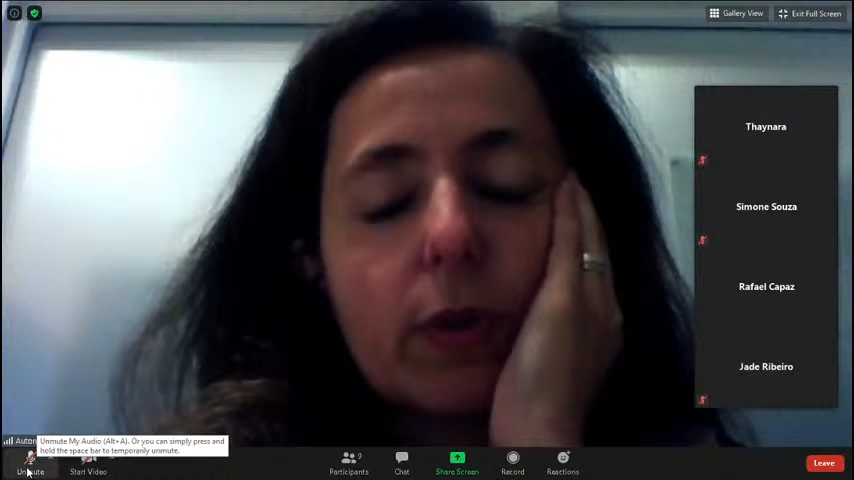 Gallery View
Exit Full Screen
Thaynara
Simone Souza
Rafael Capaz
Jade Ribeiro
Unmute My Audio (Alt+A). Or you can simply press and
hold the space bar to temporarily unmute.
Unmute
Start Video
Participants
9
Chat
Share Screen
Record
Reactions
Leave